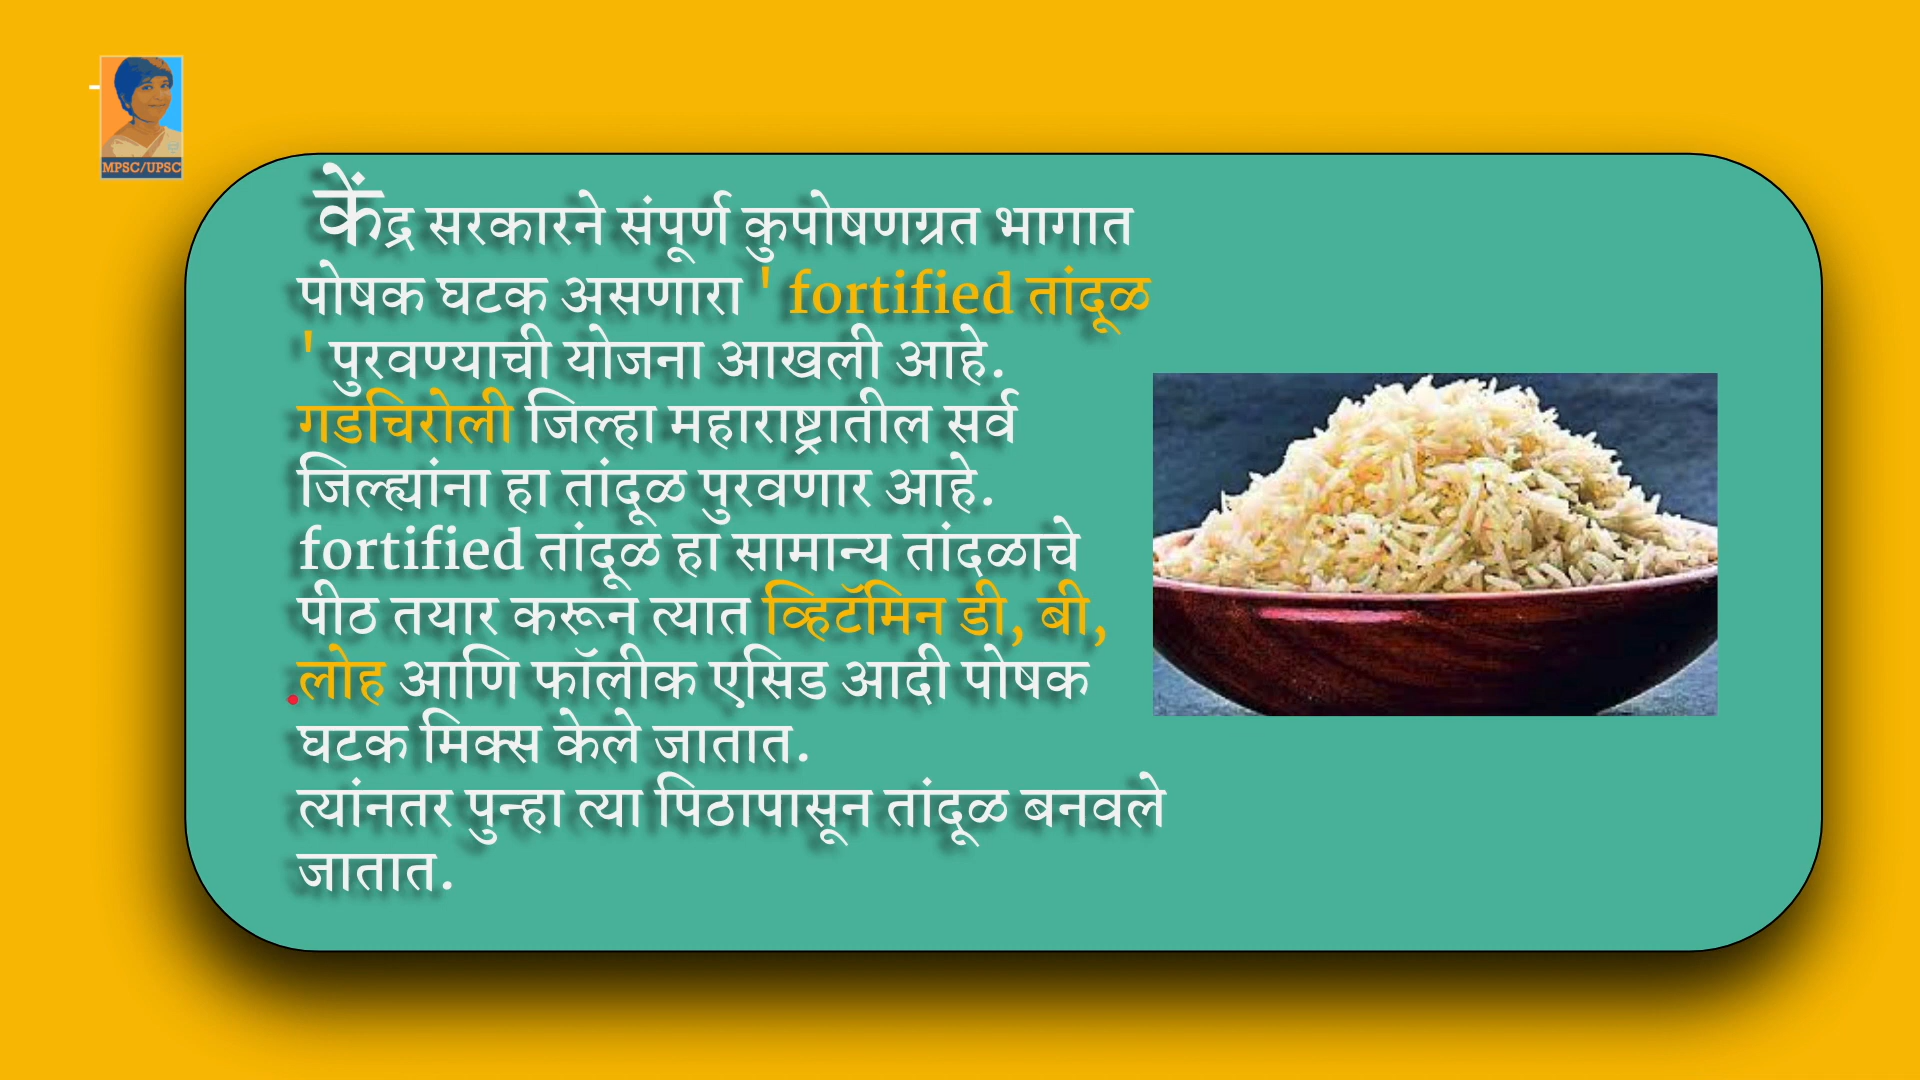 MPSC/UPSC
केंद्र सरकारने संपूर्ण कुपोषणग्रत भागात
पोषक घटक असणारा ' fortified तांदूळ
' पुरवण्याची योजना आखली आहे.
गडचिरोली जिल्हा महाराष्ट्रातील सर्व
जिल्ह्यांना हा तांदूळ पुरवणार आहे.
fortified तांदूळ हा सामान्य तांदळाचे
पीठ तयार करून त्यात व्हिटॅमिन डी, बी,
लोह आणि फॉलीक एसिड आदी पोषक
घटक मिक्स केले जातात.
त्यांनतर पुन्हा त्या पिठापासून तांदूळ बनवले
जातात.